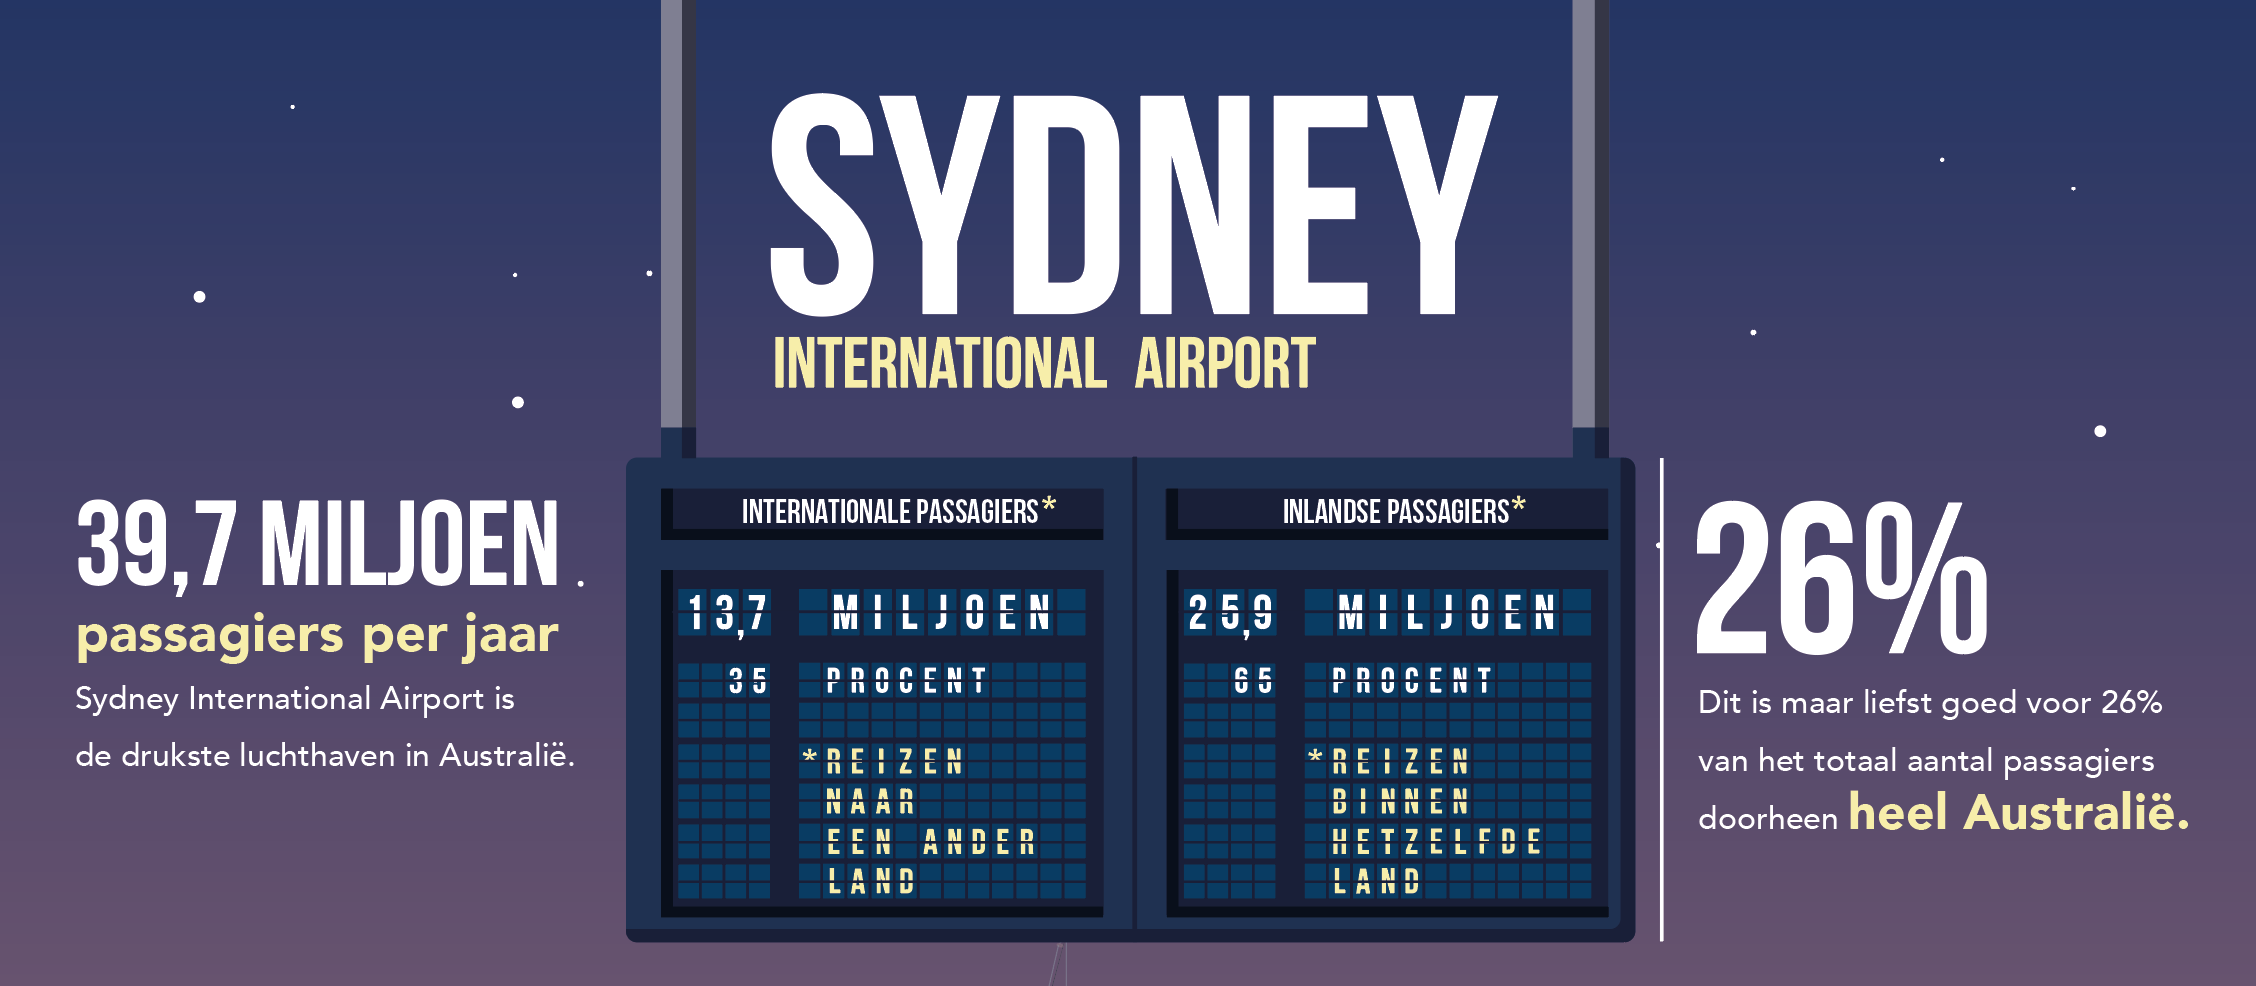 SYDNEY
INTERNATIONAL AIRPORT
39,7 MILJOEN
passagiers per jaar
Sydney International Airport is
de drukste luchthaven in Australië.
INTERNATIONALE PASSAGIERS*
13,7 MILJOEN
35 PROCENT
*REIZEN
NAAR
EEN ANDER
LAND
INLANDSE PASSAGIERS*
25,9 MILJOEN
65 PROCENT
*REIZEN
BINNEN
HETZELFDE
LAND
26%
Dit is maar liefst goed voor 26%
van het totaal aantal passagiers
doorheen heel Australië.